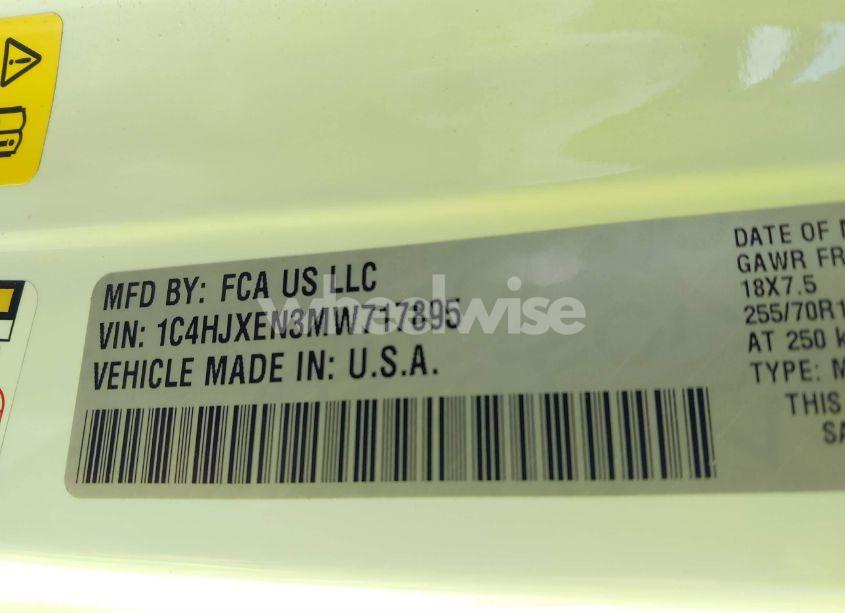 MFD BY: FCA US LLC
VIN: 1C4HJXEN3MW717895
VEHICLE MADE IN: U.S.A.
wheelwise
DATE OF M
GAWR FR
18X7.5
255/70R1
AT 250 k
TYPE: M
THIS
SA